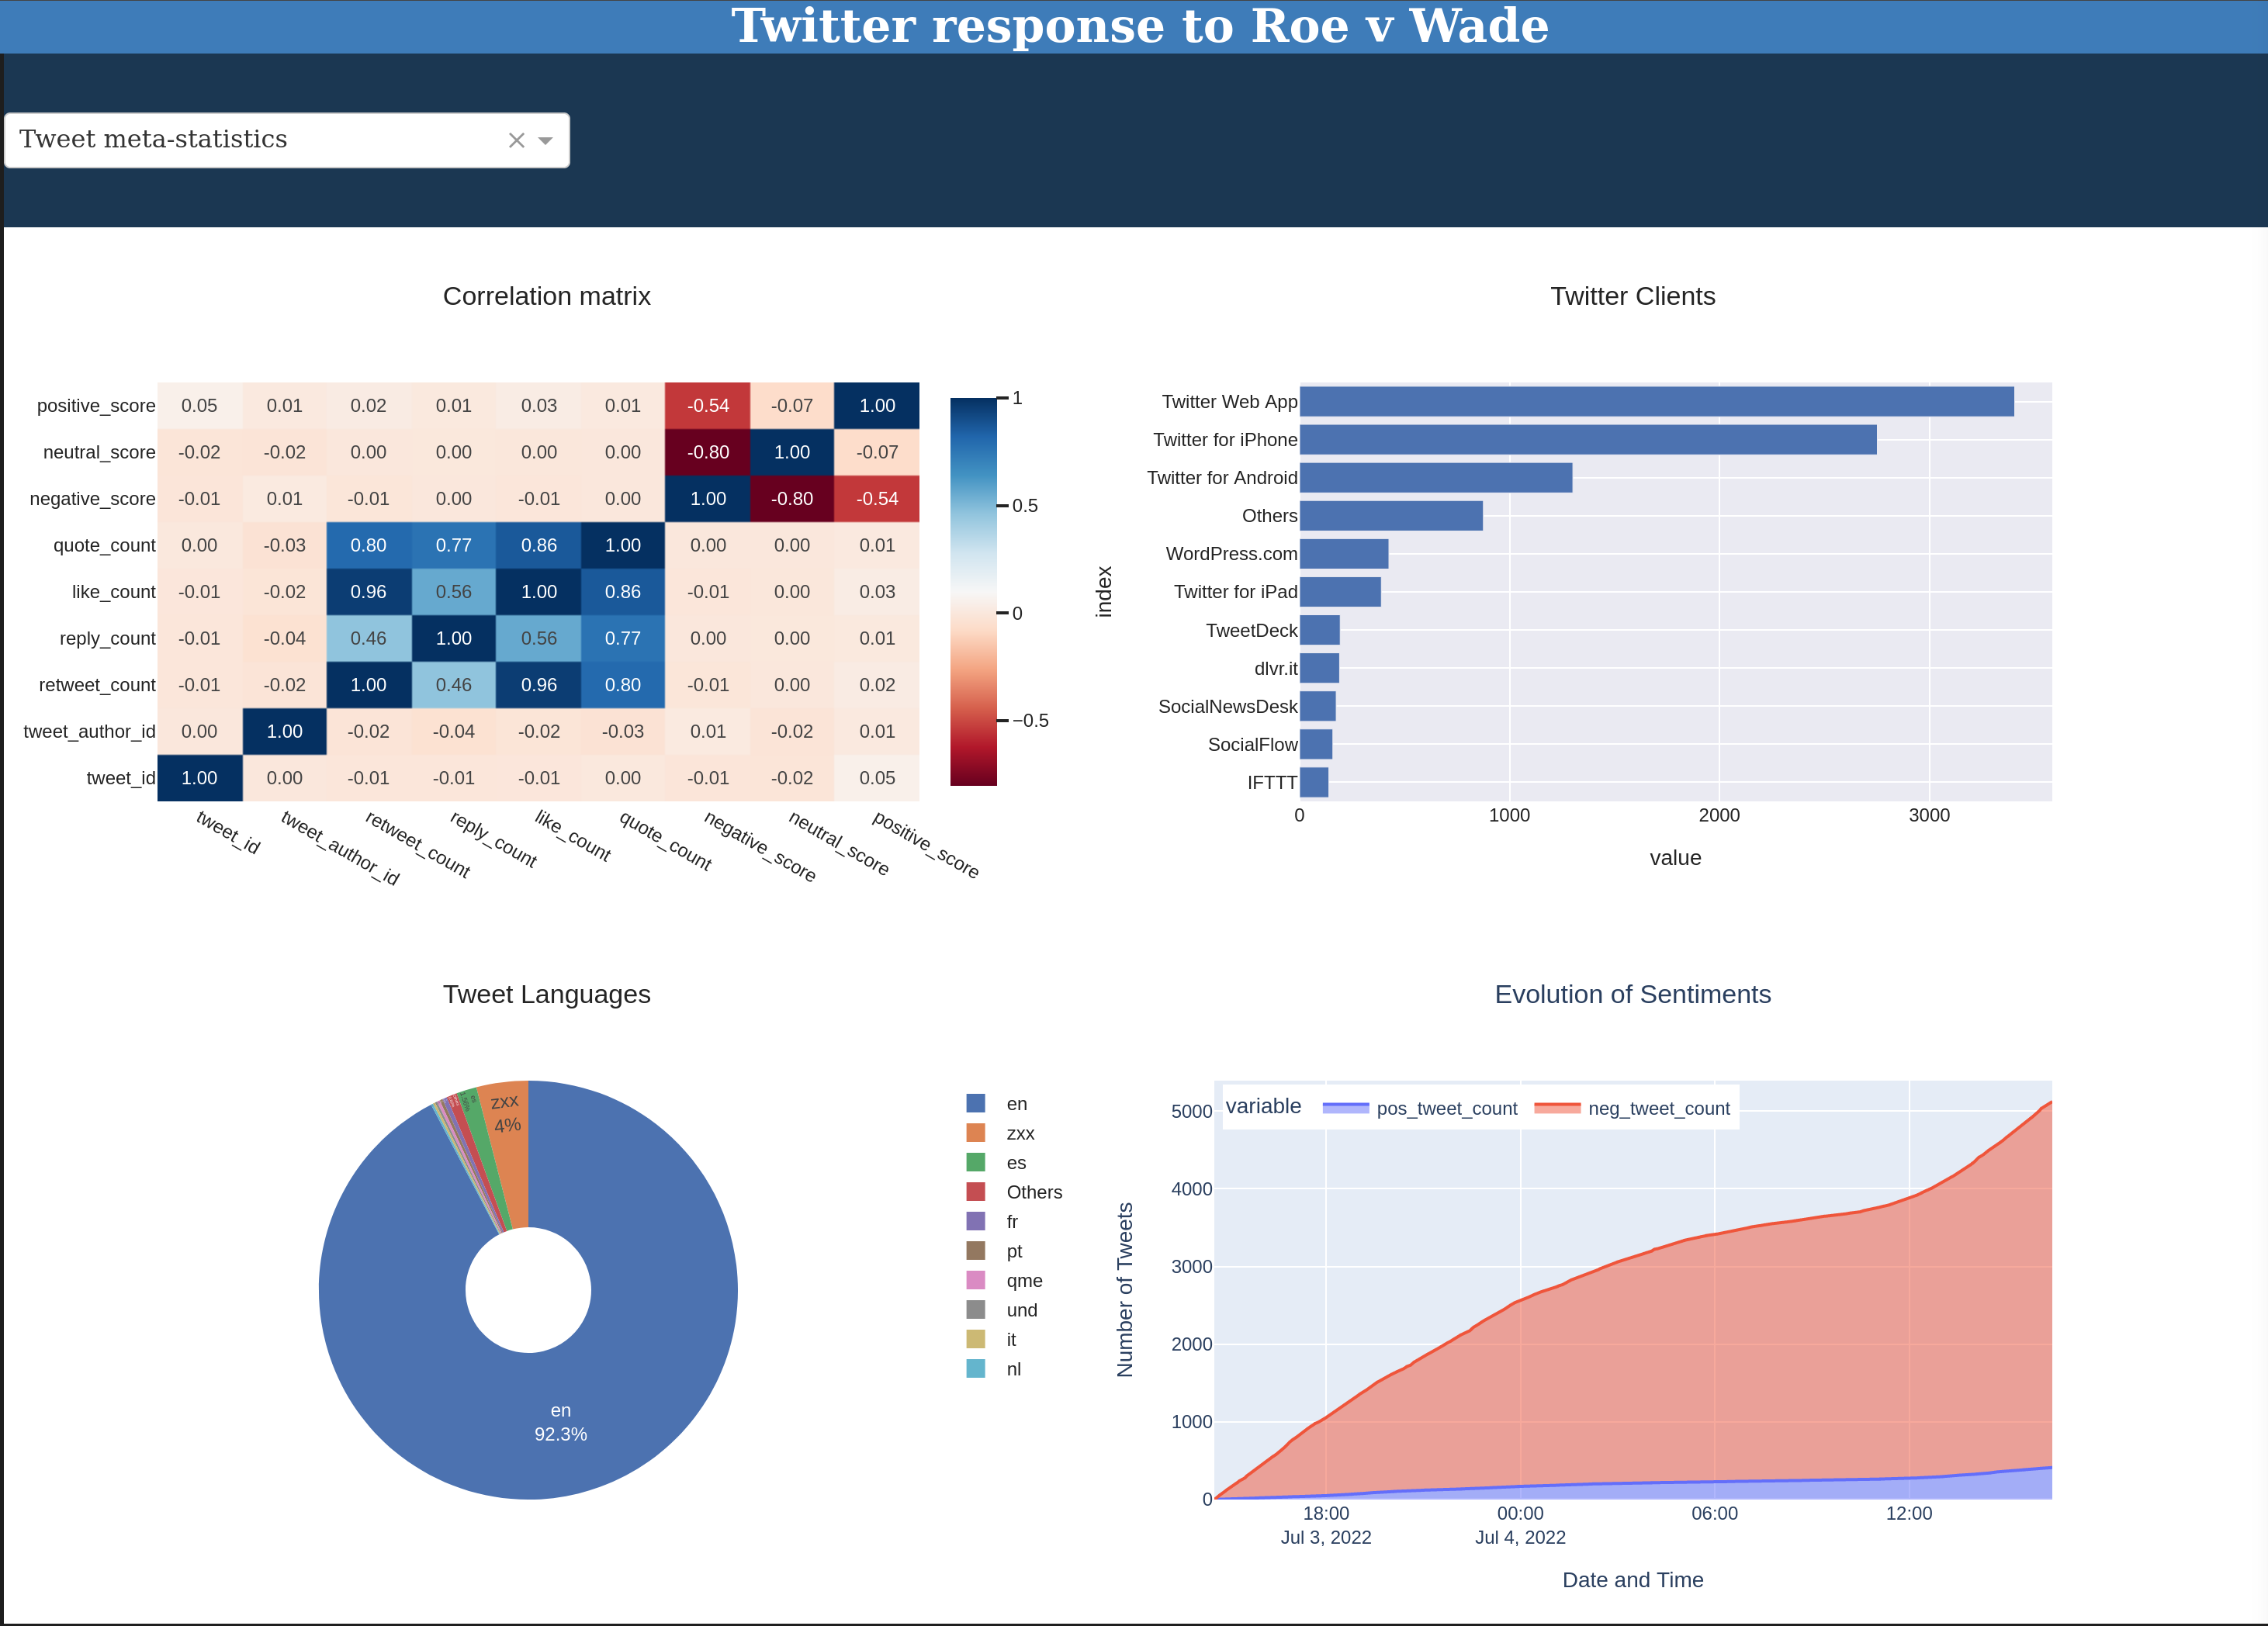 Twitter response to Roe v Wade
Tweet meta-statistics
Correlation matrix
positive_score 0.05 0.01 0.02 0.01 0.03 0.01 -0.54 -0.07 1.00
neutral_score -0.02 -0.02 0.00 0.00 0.00 0.00 -0.80 1.00 -0.07
negative_score -0.01 0.01 -0.01 0.00 -0.01 0.00 1.00 -0.80 -0.54
quote_count 0.00 -0.03 0.80 0.77 0.86 1.00 0.00 0.00 0.01
like_count -0.01 -0.02 0.96 0.56 1.00 0.86 -0.01 0.00 0.03
reply_count -0.01 -0.04 0.46 1.00 0.56 0.77 0.00 0.00 0.01
retweet_count -0.01 -0.02 1.00 0.46 0.96 0.80 -0.01 0.00 0.02
tweet_author_id 0.00 1.00 -0.02 -0.04 -0.02 -0.03 0.01 -0.02 0.01
tweet_id 1.00 0.00 -0.01 -0.01 -0.01 0.00 -0.01 -0.02 0.05
tweet_id tweet_author_id retweet_count reply_count like_count quote_count negative_score neutral_score positive_score
1
0.5
0
−0.5
Twitter Clients
index
Twitter Web App
Twitter for iPhone
Twitter for Android
Others
WordPress.com
Twitter for iPad
TweetDeck
dlvr.it
SocialNewsDesk
SocialFlow
IFTTT
0 1000 2000 3000
value
Tweet Languages
zxx
4%
es
en
92.3%
en
zxx
es
Others
fr
pt
qme
und
it
nl
Evolution of Sentiments
variable pos_tweet_count neg_tweet_count
Number of Tweets
5000
4000
3000
2000
1000
0
18:00 00:00 06:00 12:00
Jul 3, 2022 Jul 4, 2022
Date and Time